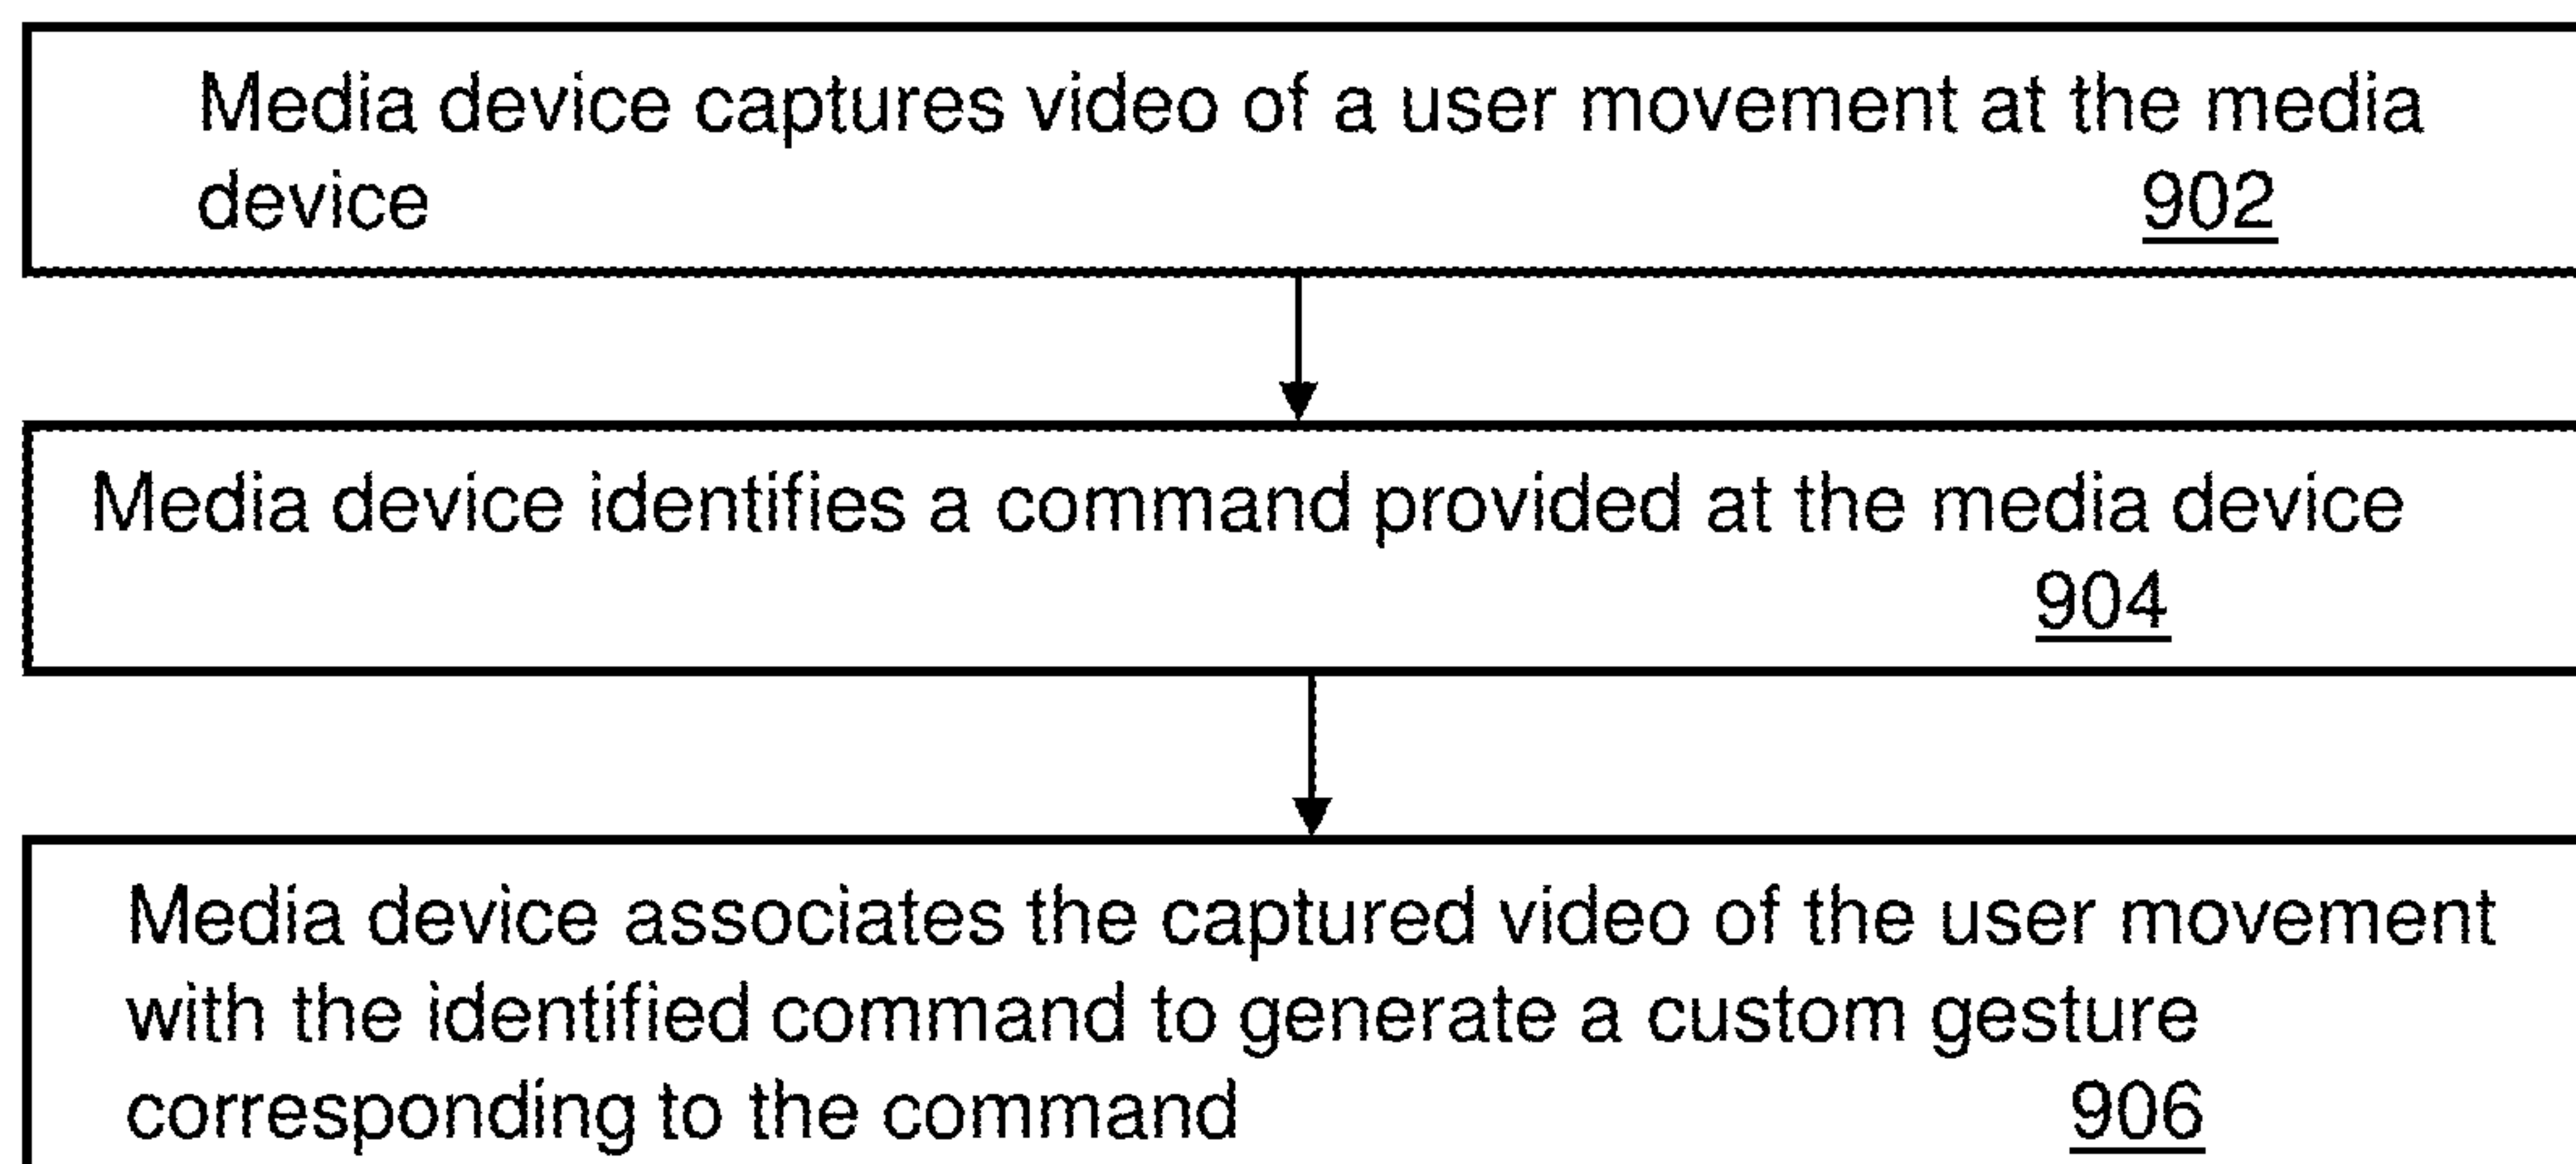 Media device captures video of a user movement at the media
device 902
Media device identifies a command provided at the media device
904
Media device associates the captured video of the user movement
with the identified command to generate a custom gesture
corresponding to the command 906